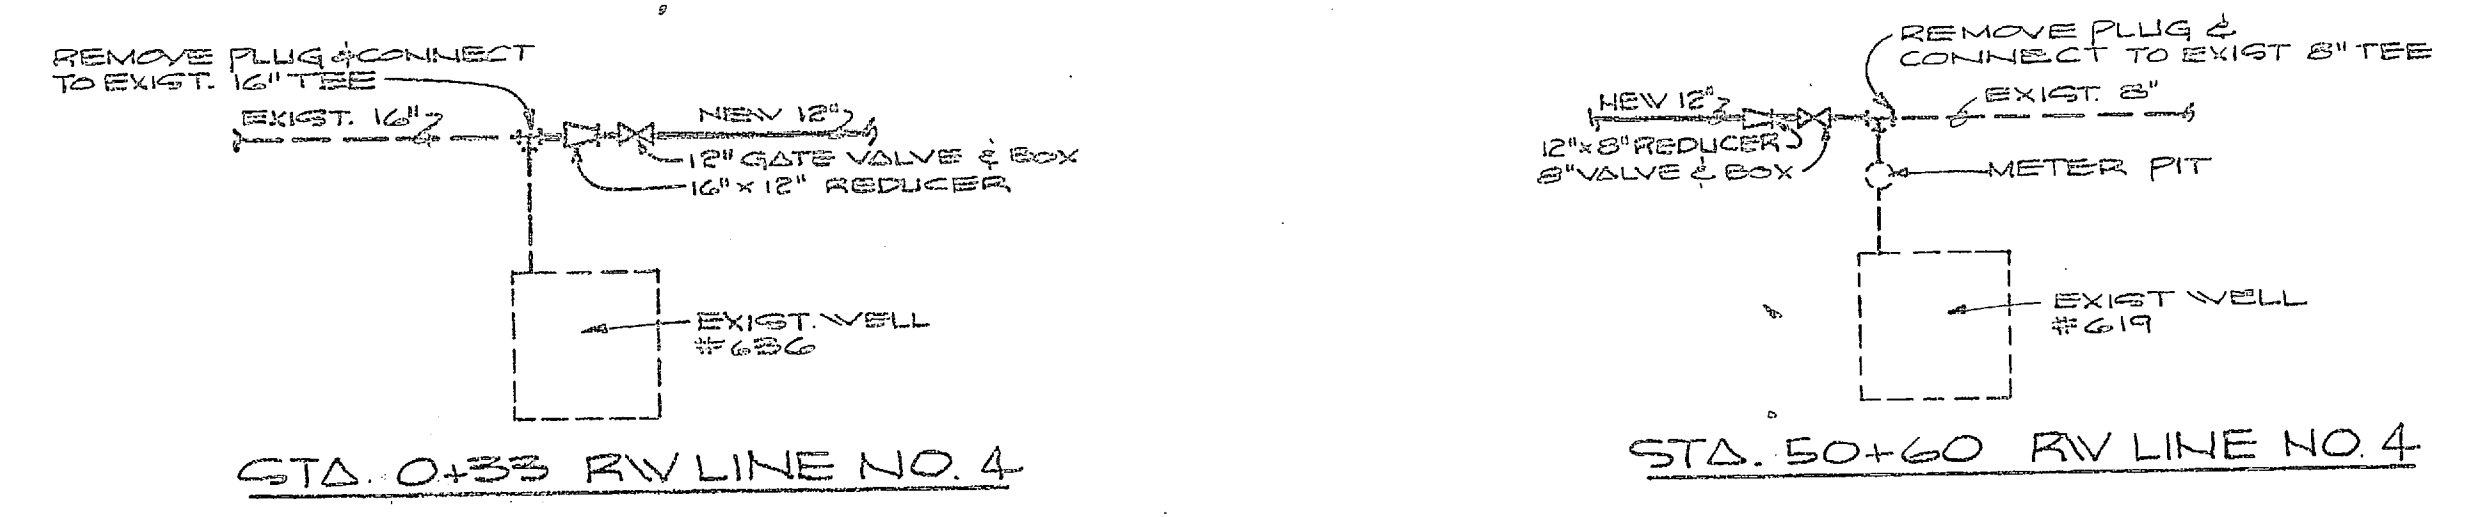 REMOVE PLUG & CONNECT
TO EXIST. 16" TEE
EXIST. 16"
NEW 12"
12" GATE VALVE & BOX
16" x 12" REDUCER
EXIST. WELL
#636
STA. 0+33 RW LINE NO. 4
REMOVE PLUG &
CONNECT TO EXIST 8" TEE
NEW 12"
EXIST. 8"
12" x 8" REDUCER
8" VALVE & BOX
METER PIT
EXIST WELL
#619
STA. 50+60 RW LINE NO. 4